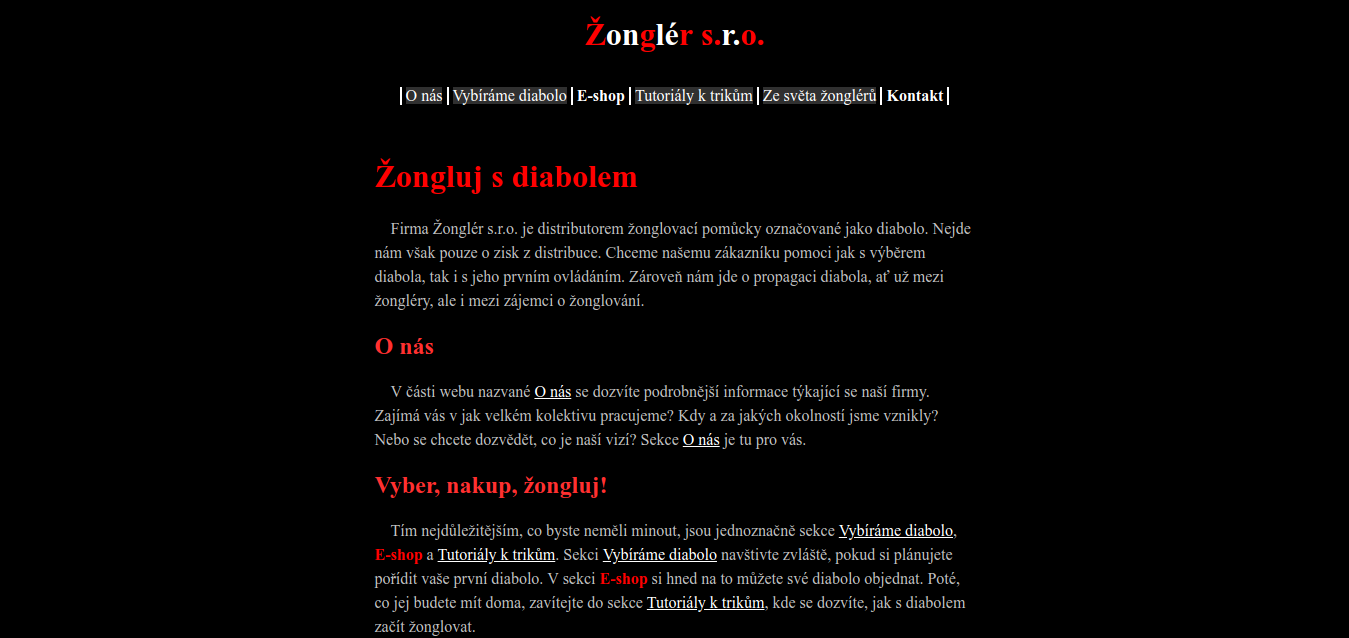 Žonglér s.r.o.
| O nás | Vybíráme diabolo | E-shop | Tutoriály k trikům | Ze světa žonglérů | Kontakt |
Žongluj s diabolem
Firma Žonglér s.r.o. je distributorem žonglovací pomůcky označované jako diabolo. Nejde
nám však pouze o zisk z distribuce. Chceme našemu zákazníku pomoci jak s výběrem
diabola, tak i s jeho prvním ovládáním. Zároveň nám jde o propagaci diabola, ať už mezi
žongléry, ale i mezi zájemci o žonglování.
O nás
V části webu nazvané O nás se dozvíte podrobnější informace týkající se naší firmy.
Zajímá vás v jak velkém kolektivu pracujeme? Kdy a za jakých okolností jsme vznikly?
Nebo se chcete dozvědět, co je naší vizí? Sekce O nás je tu pro vás.
Vyber, nakup, žongluj!
Tím nejdůležitějším, co byste neměli minout, jsou jednoznačně sekce Vybíráme diabolo,
E-shop a Tutoriály k trikům. Sekci Vybíráme diabolo navštivte zvláště, pokud si plánujete
pořídit vaše první diabolo. V sekci E-shop si hned na to můžete své diabolo objednat. Poté,
co jej budete mít doma, zavítejte do sekce Tutoriály k trikům, kde se dozvíte, jak s diabolem
začít žonglovat.